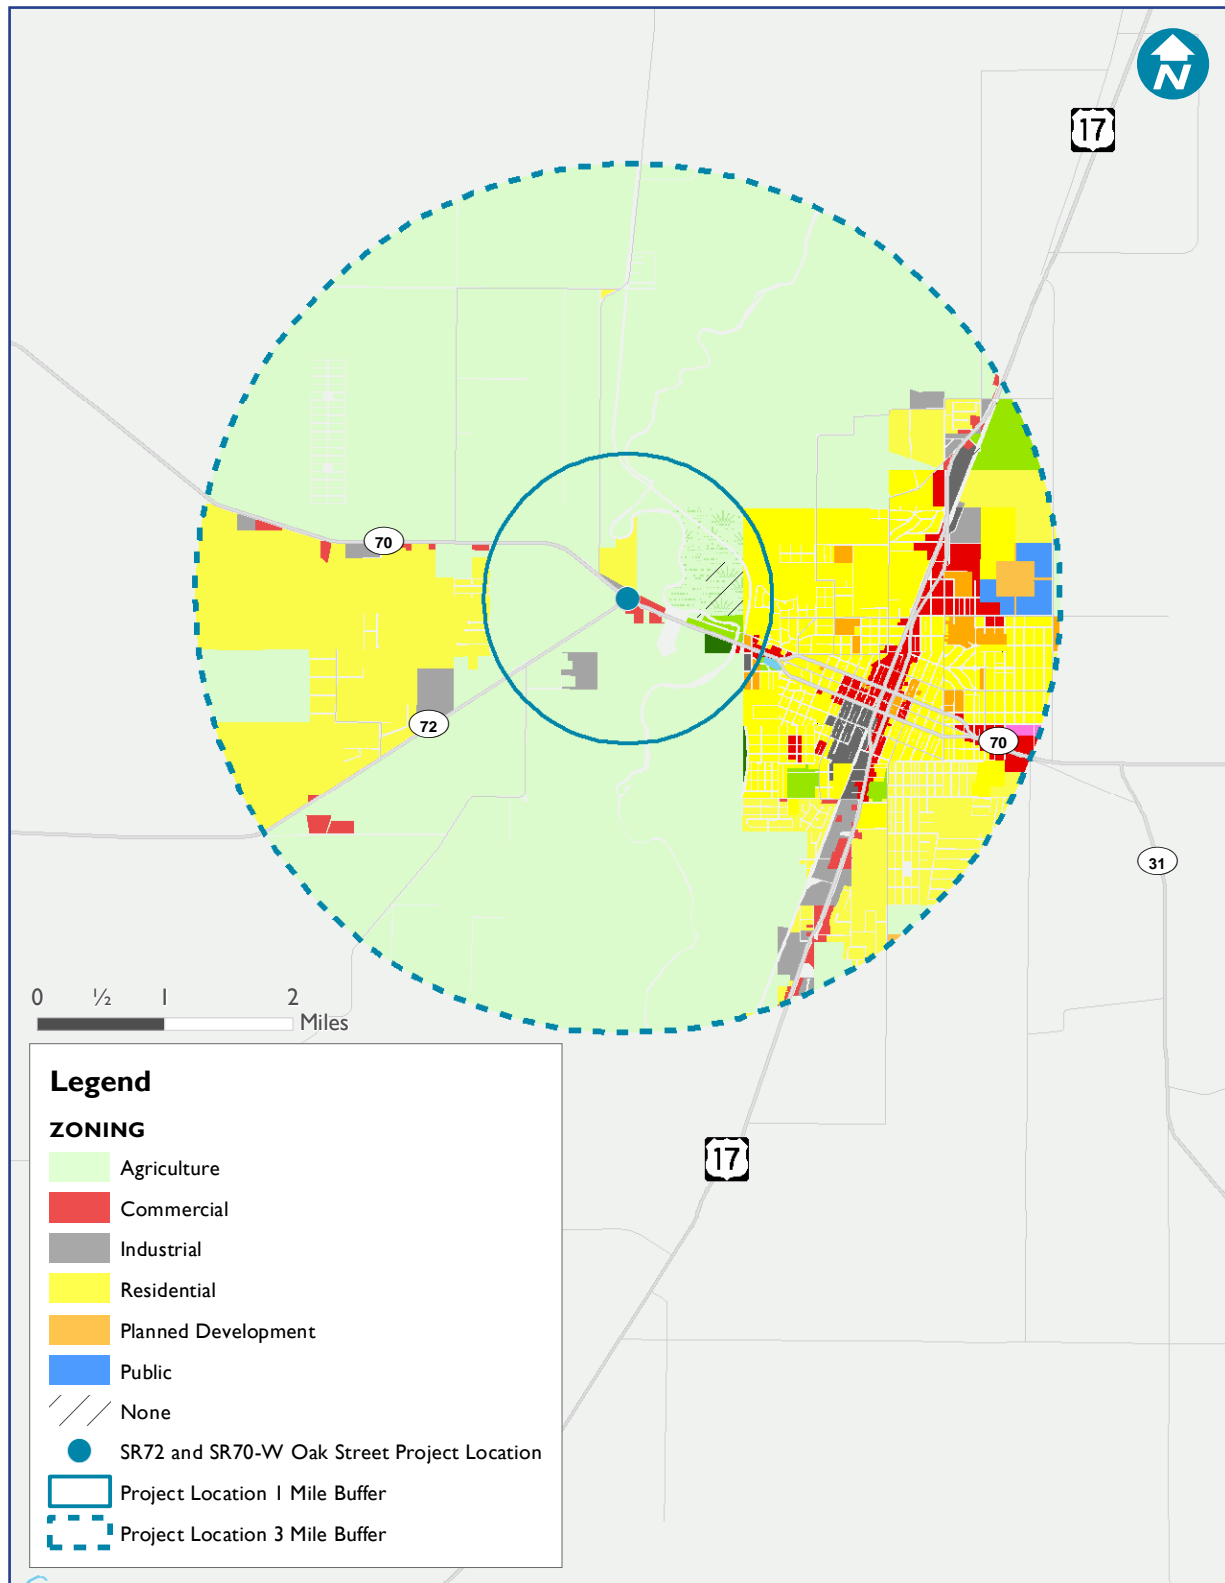 N
17
70
72
70
31
0 ½ 1 2
Miles
17
Legend
ZONING
Agriculture
Commercial
Industrial
Residential
Planned Development
Public
None
SR72 and SR70-W Oak Street Project Location
Project Location 1 Mile Buffer
Project Location 3 Mile Buffer